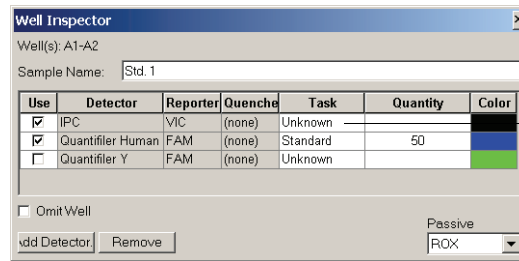 Well Inspector
Well(s): A1-A2
Sample Name: Std. 1
Use Detector Reporter Quenche Task Quantity Color
IPC VIC (none) Unknown
Quantifiler Human FAM (none) Standard 50
Quantifiler Y FAM (none) Unknown
Omit Well
Passive
dd Detector. Remove ROX